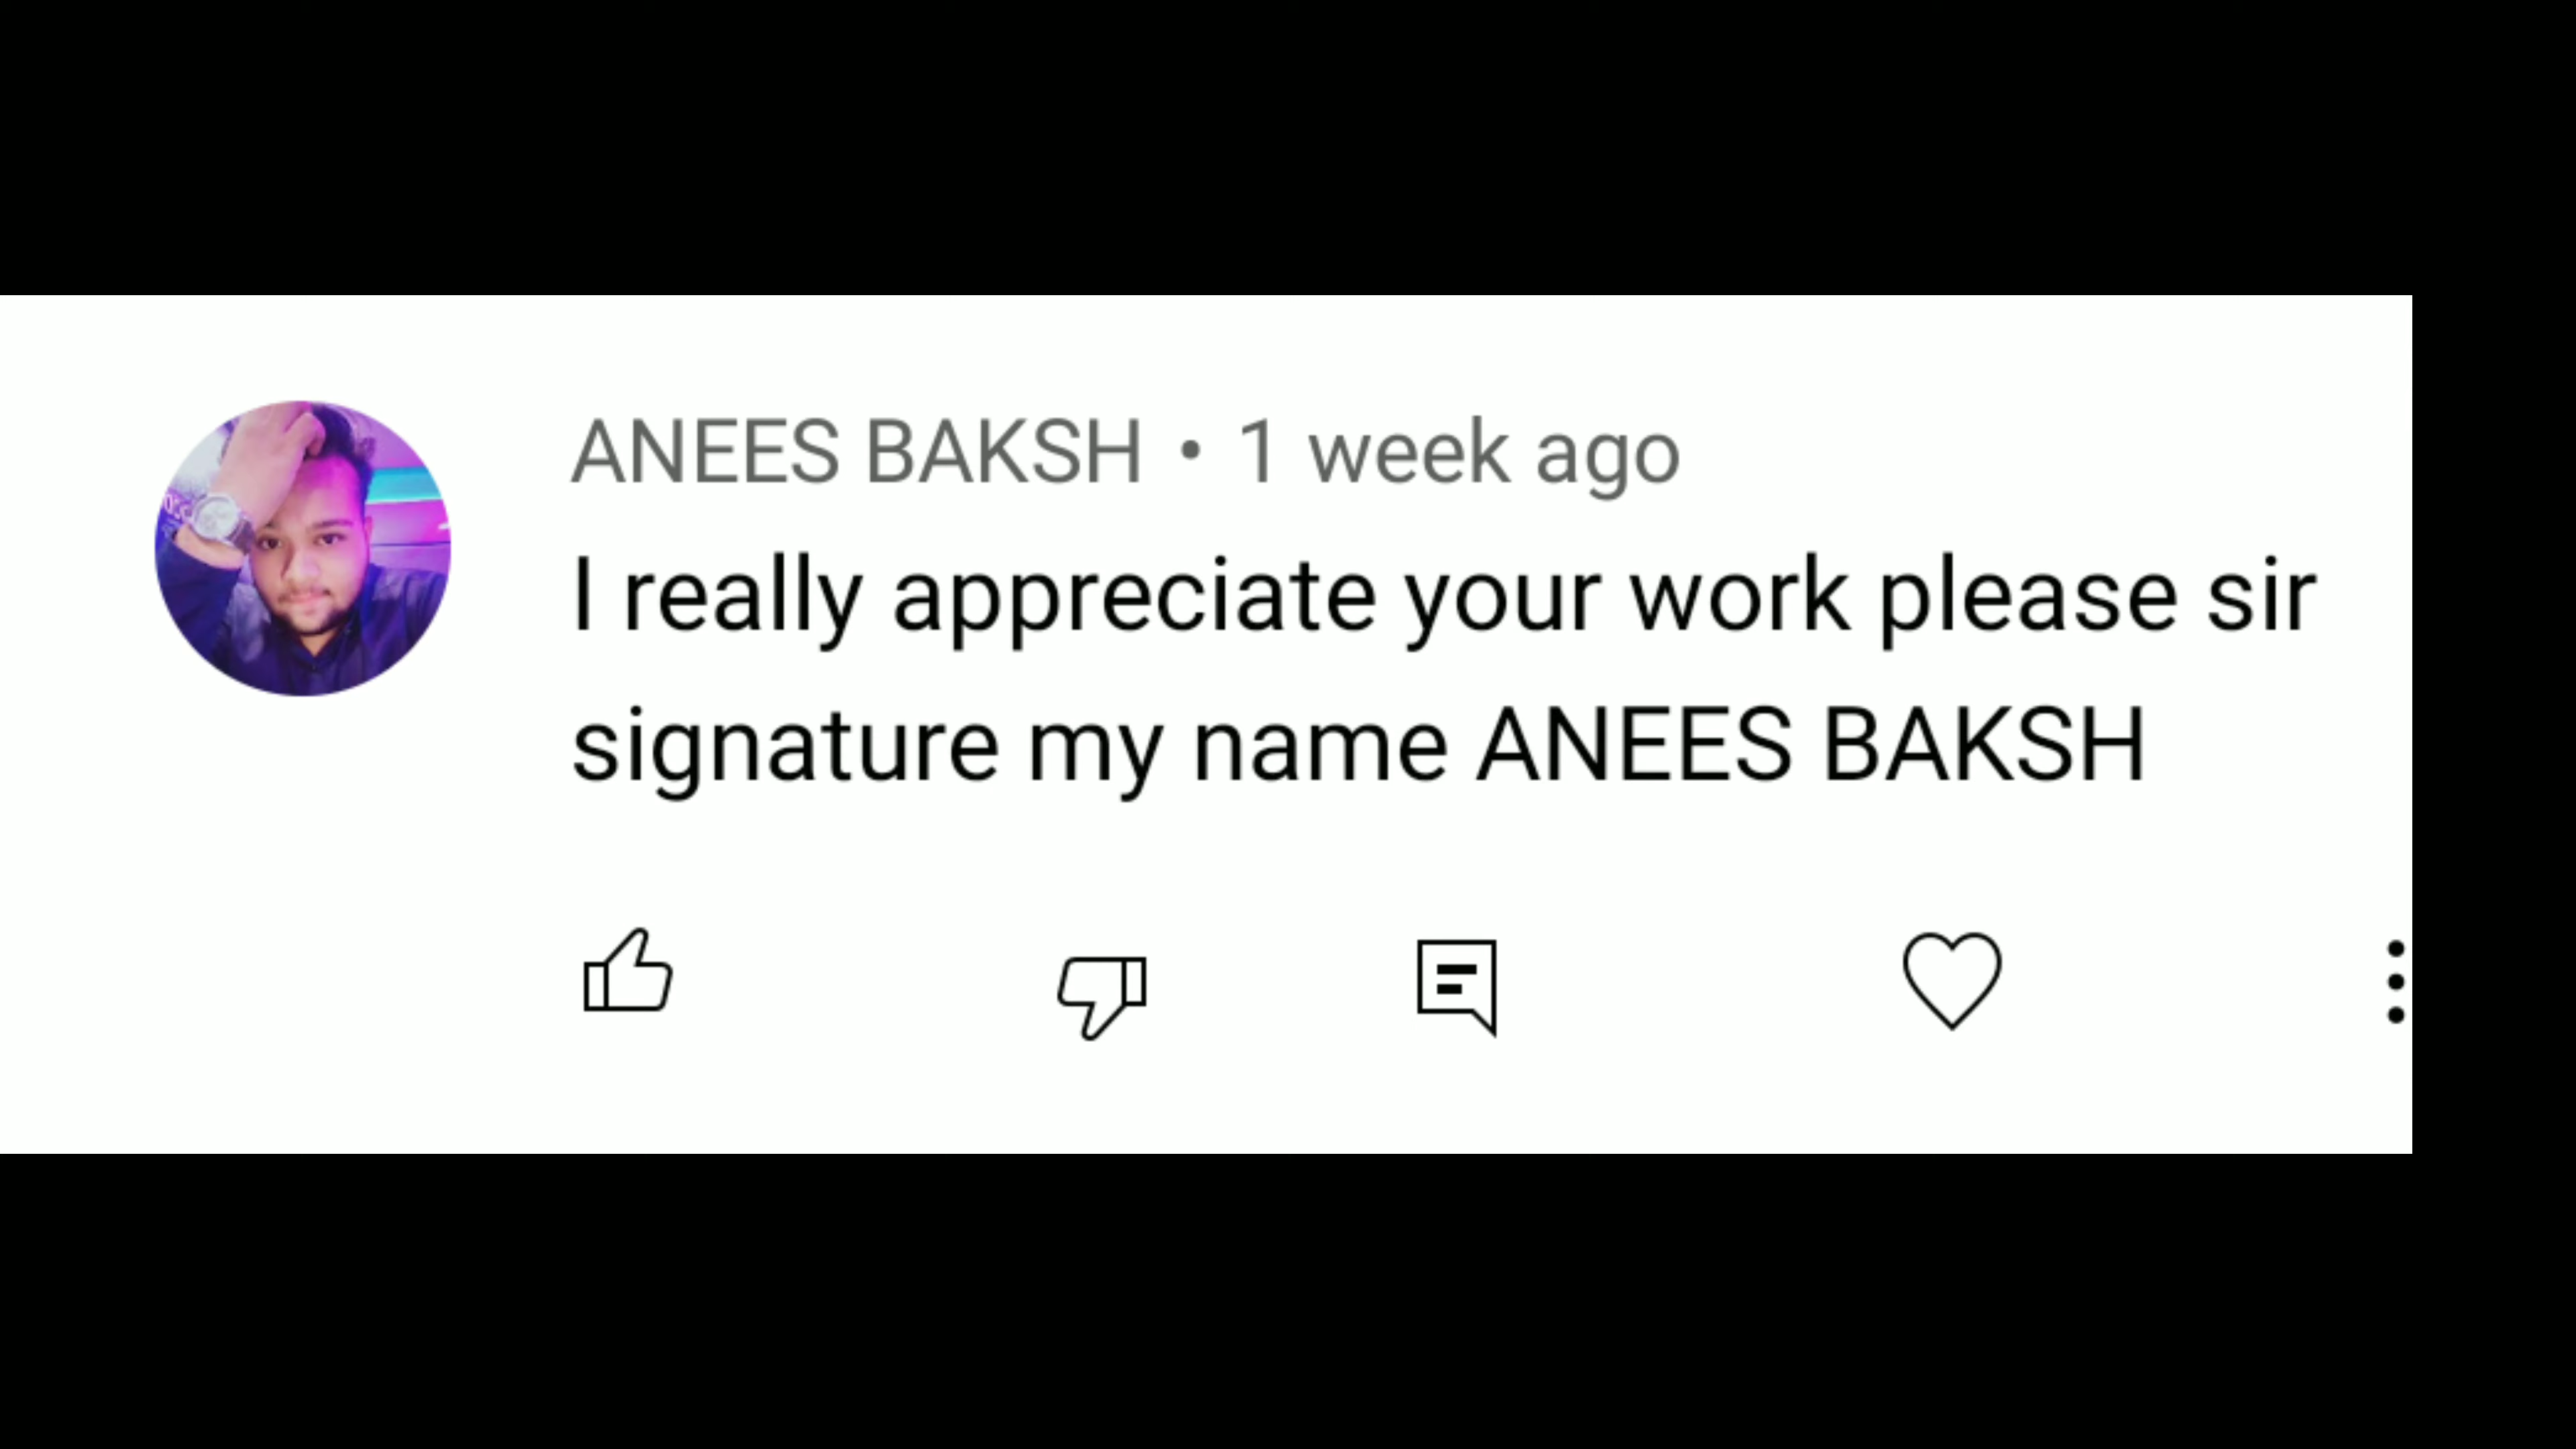 ANEES BAKSH • 1 week ago
I really appreciate your work please sir
signature my name ANEES BAKSH